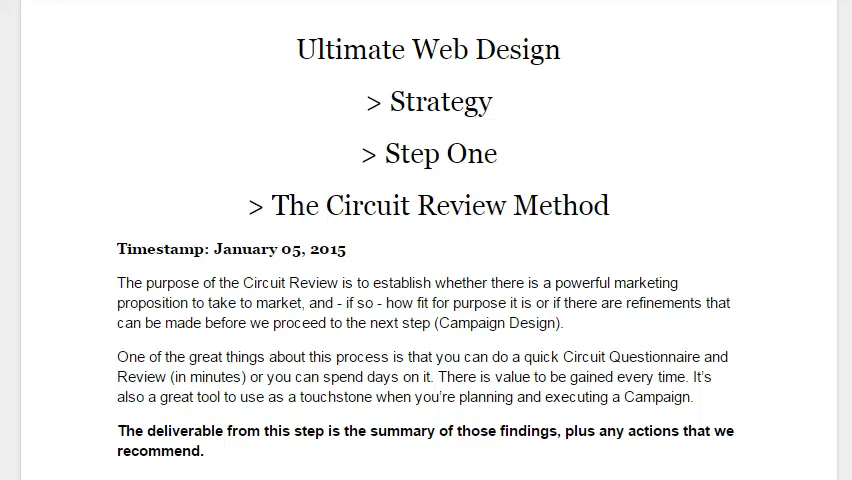 Ultimate Web Design
> Strategy
> Step One
> The Circuit Review Method
Timestamp: January 05, 2015
The purpose of the Circuit Review is to establish whether there is a powerful marketing
proposition to take to market, and - if so - how fit for purpose it is or if there are refinements that
can be made before we proceed to the next step (Campaign Design).
One of the great things about this process is that you can do a quick Circuit Questionnaire and
Review (in minutes) or you can spend days on it. There is value to be gained every time. It’s
also a great tool to use as a touchstone when you’re planning and executing a Campaign.
The deliverable from this step is the summary of those findings, plus any actions that we
recommend.